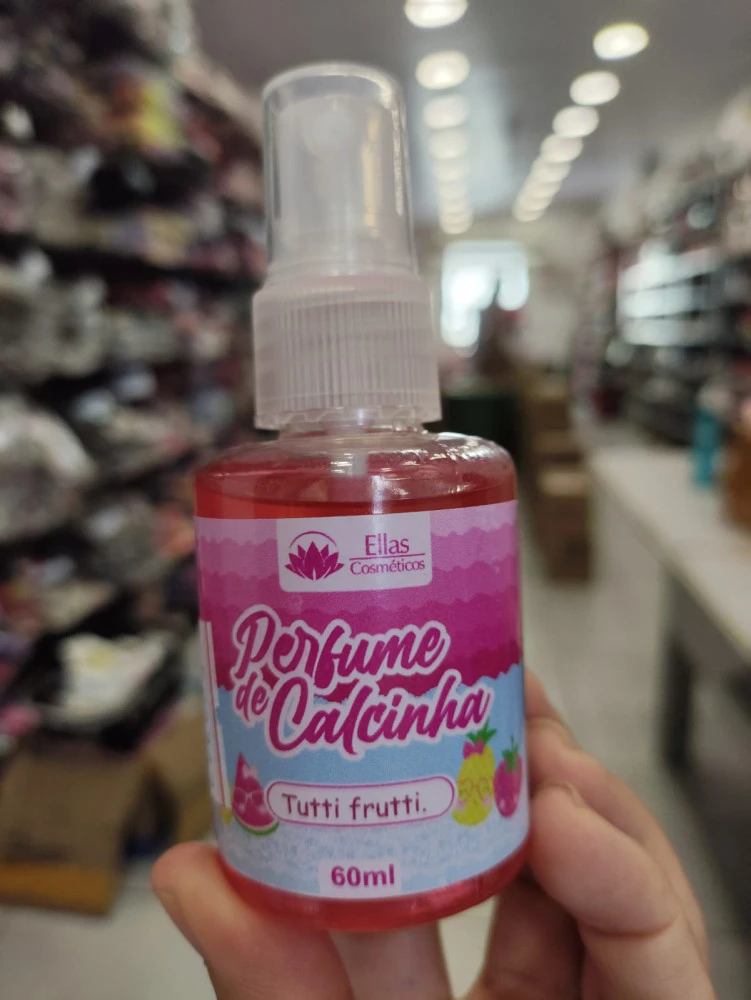 Ellas
Cosméticos
Perfume
de Calcinha
Tutti frutti.
60ml